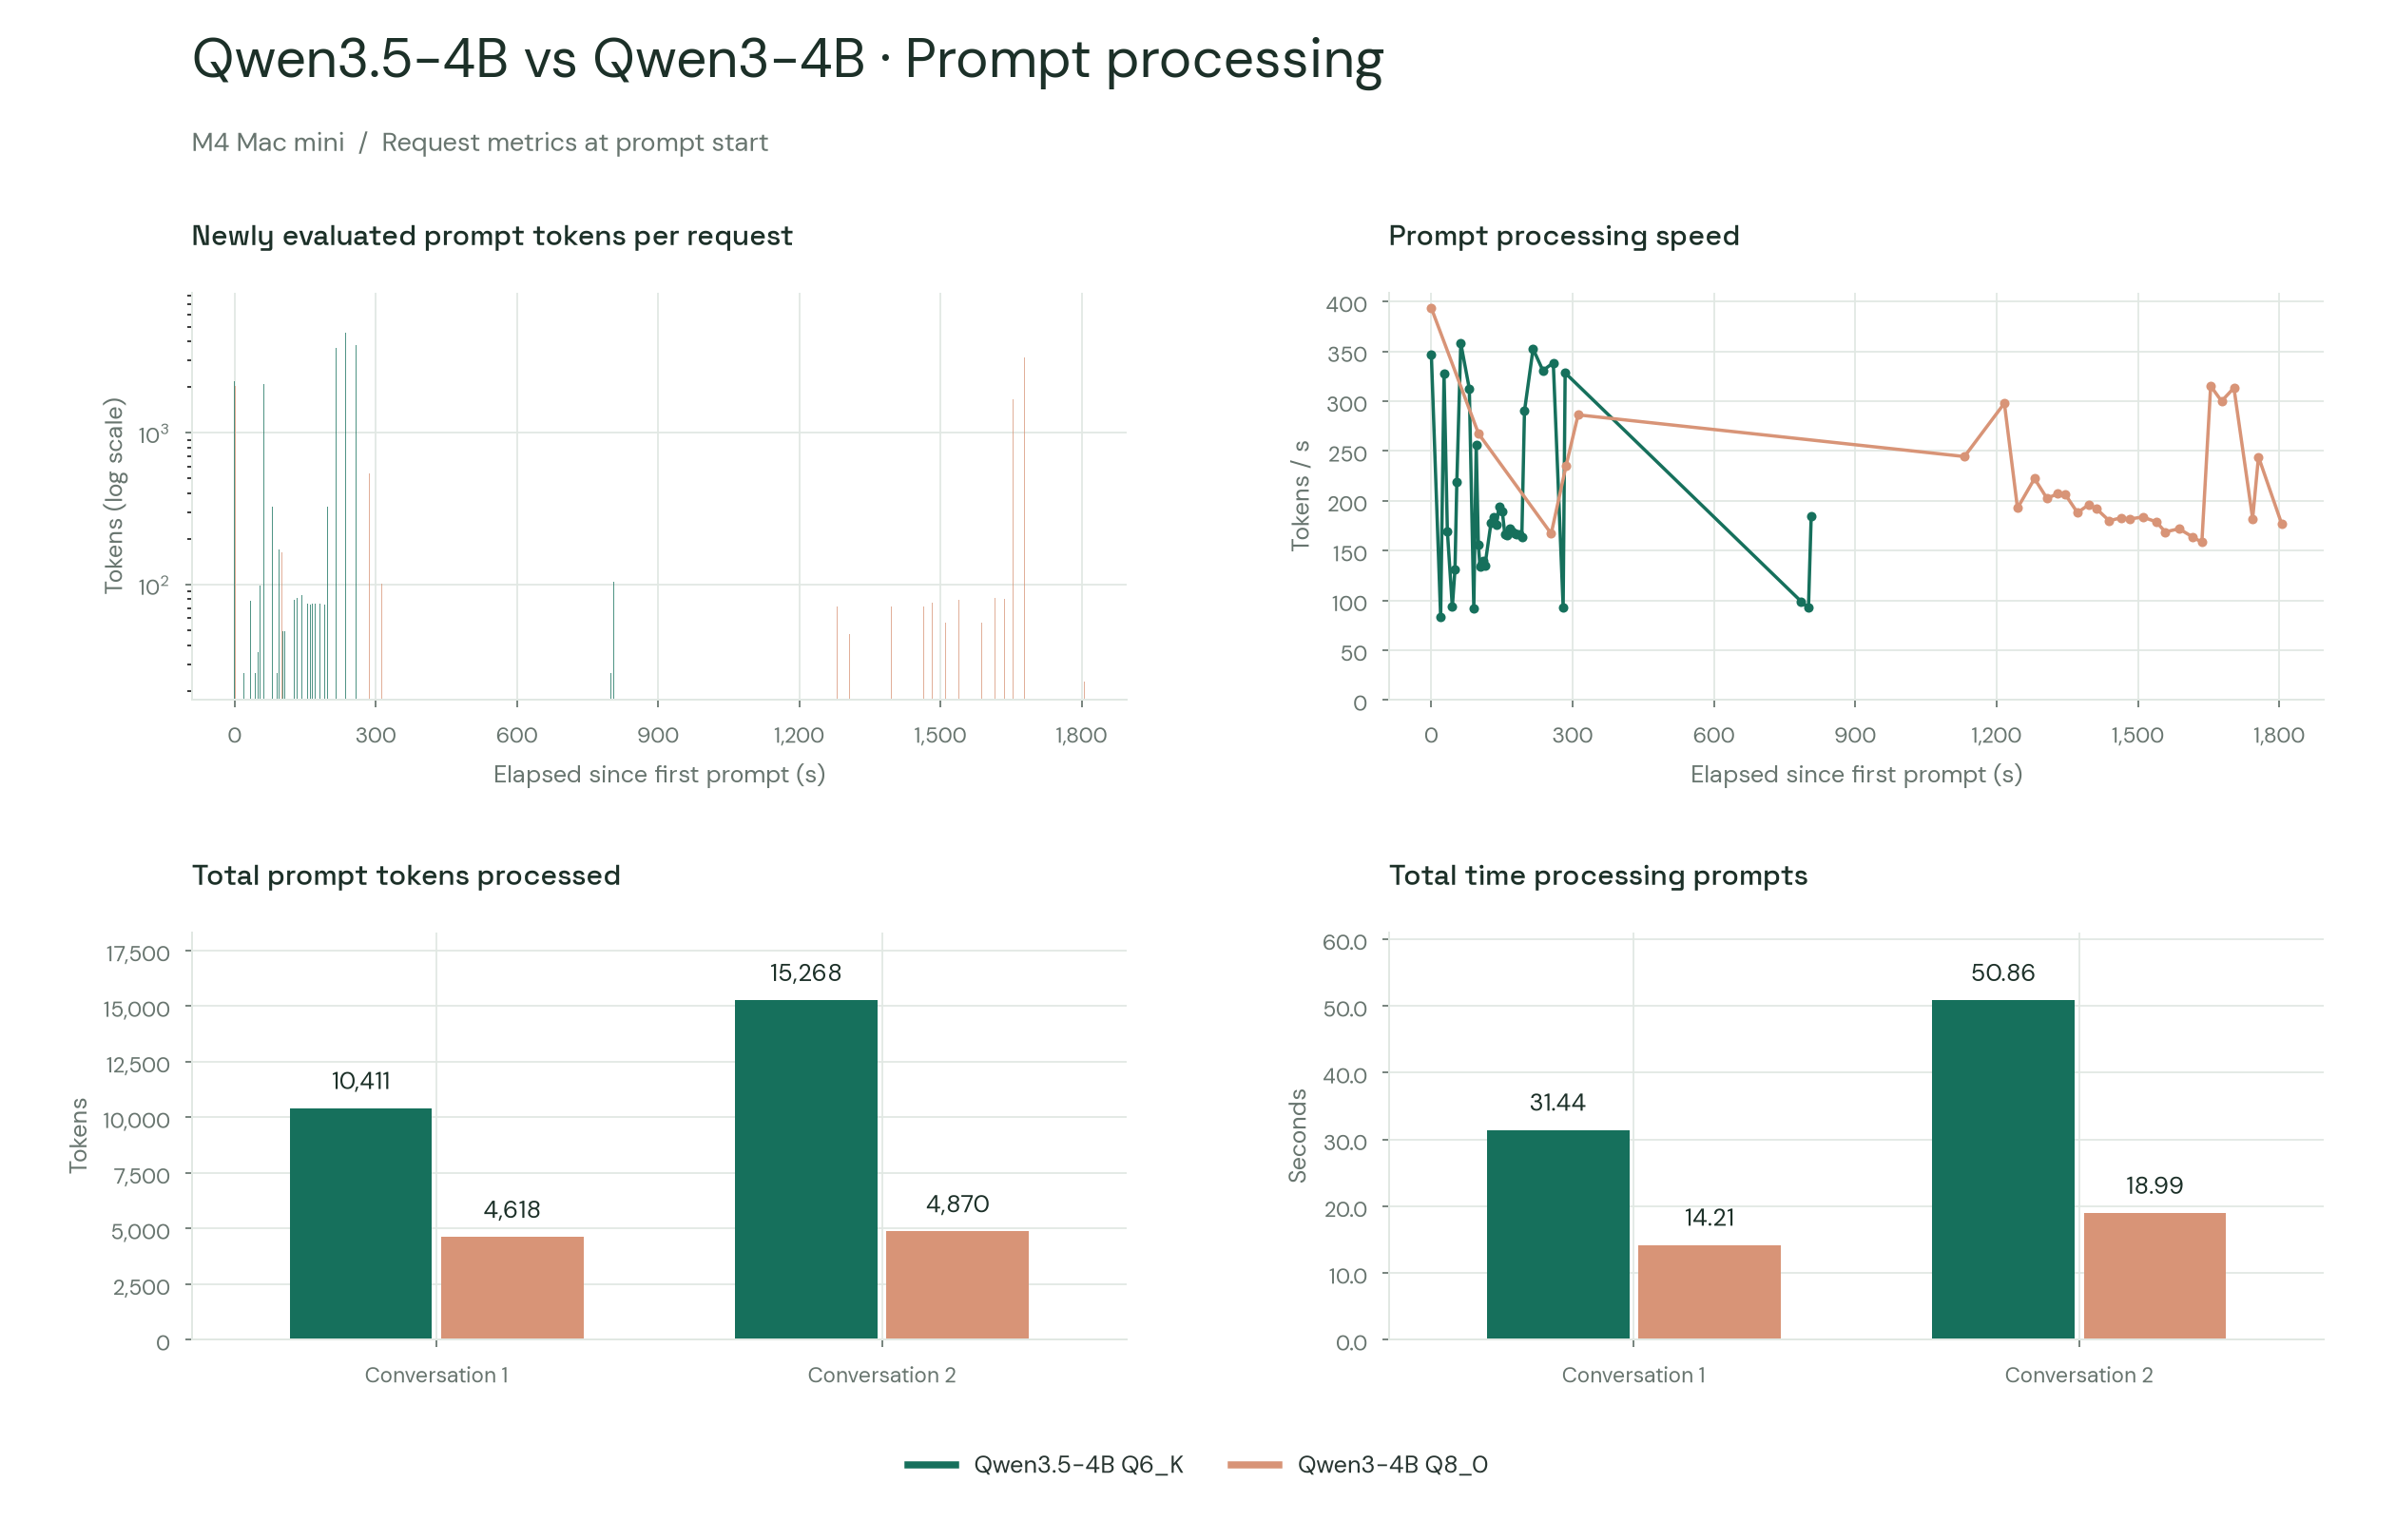 Qwen3.5-4B vs Qwen3-4B · Prompt processing
M4 Mac mini / Request metrics at prompt start
Newly evaluated prompt tokens per request
Tokens (log scale)
10³
10²
0 300 600 900 1,200 1,500 1,800
Elapsed since first prompt (s)
Prompt processing speed
Tokens / s
400
350
300
250
200
150
100
50
0
0 300 600 900 1,200 1,500 1,800
Elapsed since first prompt (s)
Total prompt tokens processed
Tokens
17,500
15,000
12,500
10,000
7,500
5,000
2,500
0
10,411
4,618
15,268
4,870
Conversation 1 Conversation 2
Total time processing prompts
Seconds
60.0
50.0
40.0
30.0
20.0
10.0
0.0
31.44
14.21
50.86
18.99
Conversation 1 Conversation 2
Qwen3.5-4B Q6_K Qwen3-4B Q8_0